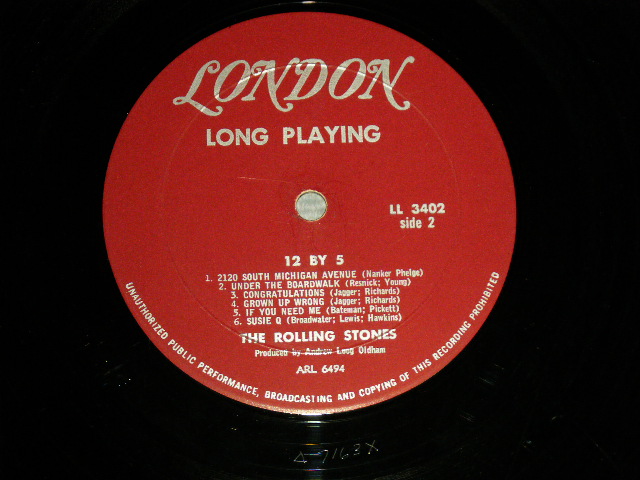 LONDON
LONG PLAYING
LL 3402
side 2
12 BY 5
1. 2120 SOUTH MICHIGAN AVENUE (Nanker Phelge)
2. UNDER THE BOARDWALK (Resnick; Young)
3. CONGRATULATIONS (Jagger; Richards)
4. GROWN UP WRONG (Jagger; Richards)
5. IF YOU NEED ME (Bateman; Pickett)
6. SUSIE Q (Broadwater; Lewis; Hawkins)
THE ROLLING STONES
Produced by Andrew Loog Oldham
ARL 6494
UNAUTHORIZED PUBLIC PERFORMANCE, BROADCASTING AND COPYING OF THIS RECORDING PROHIBITED